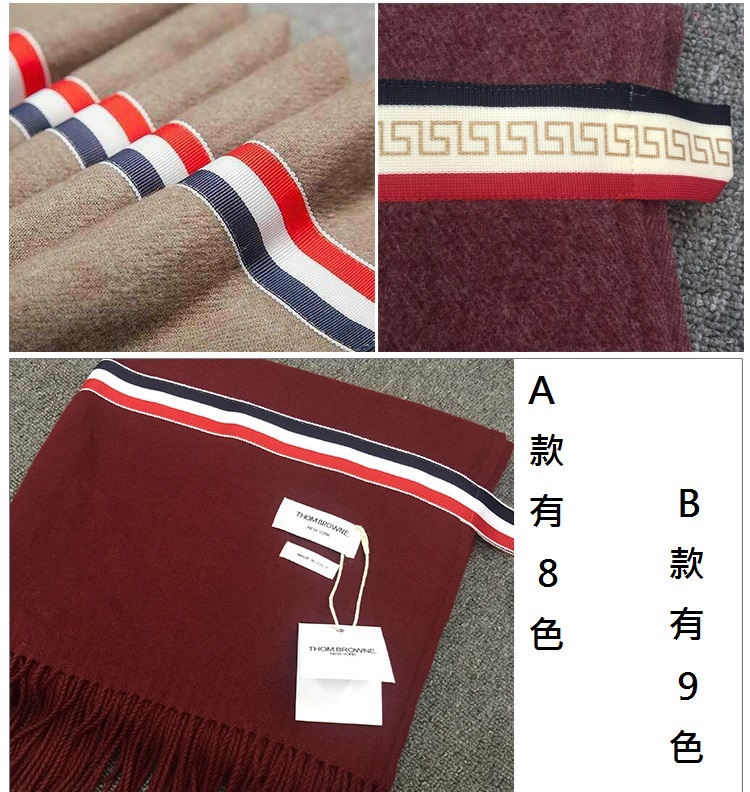 THOM BROWNE.
NEW YORK
MADE IN ITALY
THOM BROWNE.
NEW YORK
A款有8色
B款有9色